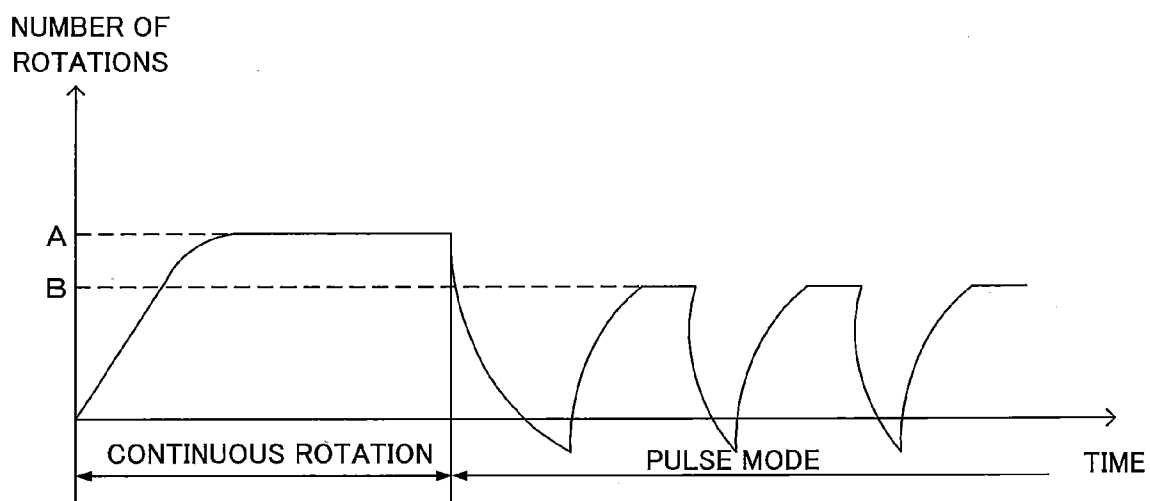 NUMBER OF
ROTATIONS
A
B
CONTINUOUS ROTATION
PULSE MODE
TIME